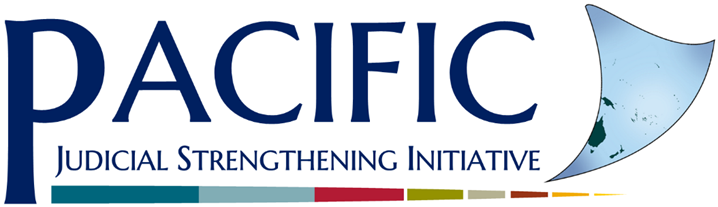 PACIFIC
JUDICIAL STRENGTHENING INITIATIVE